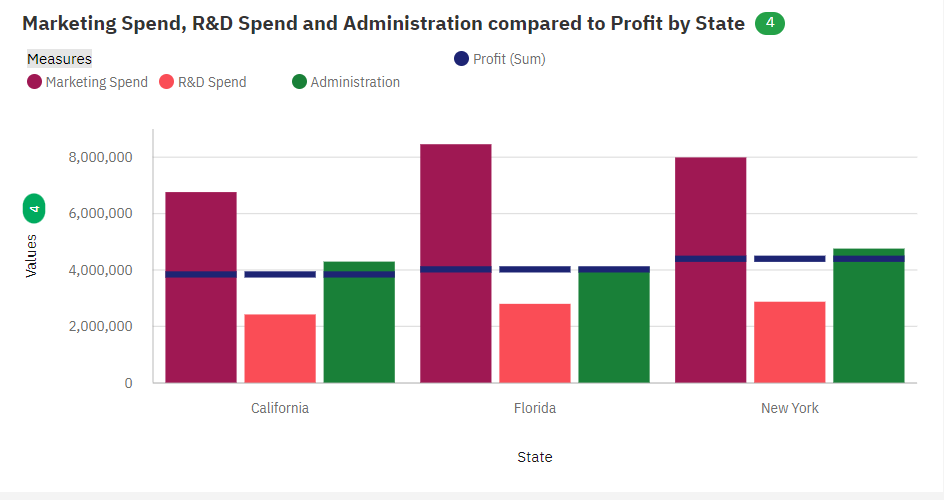 Marketing Spend, R&D Spend and Administration compared to Profit by State 4
Measures
Profit (Sum)
Marketing Spend
R&D Spend
Administration
Values 4
8,000,000
6,000,000
4,000,000
2,000,000
0
California
Florida
New York
State